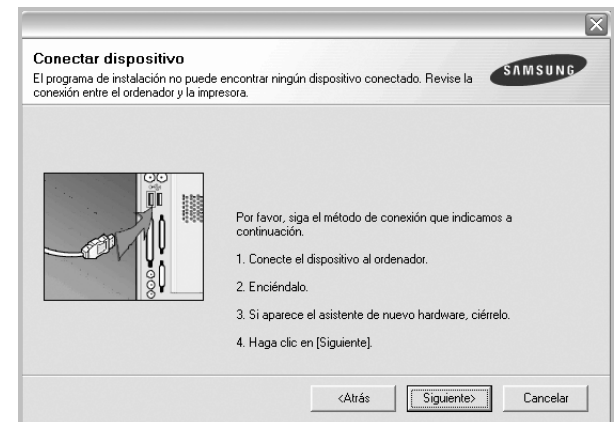 Conectar dispositivo
El programa de instalación no puede encontrar ningún dispositivo conectado. Revise la
conexión entre el ordenador y la impresora.
SAMSUNG
Por favor, siga el método de conexión que indicamos a
continuación.
1. Conecte el dispositivo al ordenador.
2. Enciéndalo.
3. Si aparece el asistente de nuevo hardware, ciérrelo.
4. Haga clic en [Siguiente].
<Atrás
Siguiente>
Cancelar